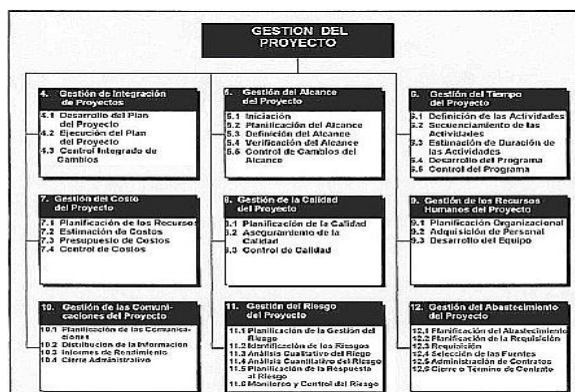 GESTION DEL
PROYECTO
4. Gestión de Integración
de Proyectos
4.1 Desarrollo del Plan
del Proyecto
4.2 Ejecución del Plan
del Proyecto
4.3 Control Integrado de
Cambios
5. Gestión del Alcance
del Proyecto
5.1 Iniciación
5.2 Planificación del Alcance
5.3 Definición del Alcance
5.4 Verificación del Alcance
5.5 Control de Cambios del
Alcance
6. Gestión del Tiempo
del Proyecto
6.1 Definición de las Actividades
6.2 Secuenciamiento de las
Actividades
6.3 Estimación de Duración de
las Actividades
6.4 Desarrollo del Programa
6.5 Control del Programa
7. Gestión del Costo
del Proyecto
7.1 Planificación de los Recursos
7.2 Estimación de Costos
7.3 Presupuesto de Costos
7.4 Control de Costos
8. Gestión de la Calidad
del Proyecto
8.1 Planificación de la Calidad
8.2 Aseguramiento de la
Calidad
8.3 Control de Calidad
9. Gestión de los Recursos
Humanos del Proyecto
9.1 Planificación Organizacional
9.2 Adquisición de Personal
9.3 Desarrollo del Equipo
10. Gestión de las Comuni-
caciones del Proyecto
10.1 Planificación de las Comunica-
ciones
10.2 Distribución de la Información
10.3 Informes de Rendimiento
10.4 Cierre Administrativo
11. Gestión del Riesgo
del Proyecto
11.1 Planificación de la Gestión del
Riesgo
11.2 Identificación de los Riesgos
11.3 Análisis Cualitativo del Riego
11.4 Análisis Cuantitativo del Riesgo
11.5 Planificación de la Respuesta
al Riesgo
11.6 Monitoreo y Control del Riesgo
12. Gestión del Abastecimiento
del Proyecto
12.1 Planificación del Abastecimiento
12.2 Planificación de la Requisición
12.3 Requisición
12.4 Selección de las Fuentes
12.5 Administración de Contratos
12.6 Cierre o Término de Contrato